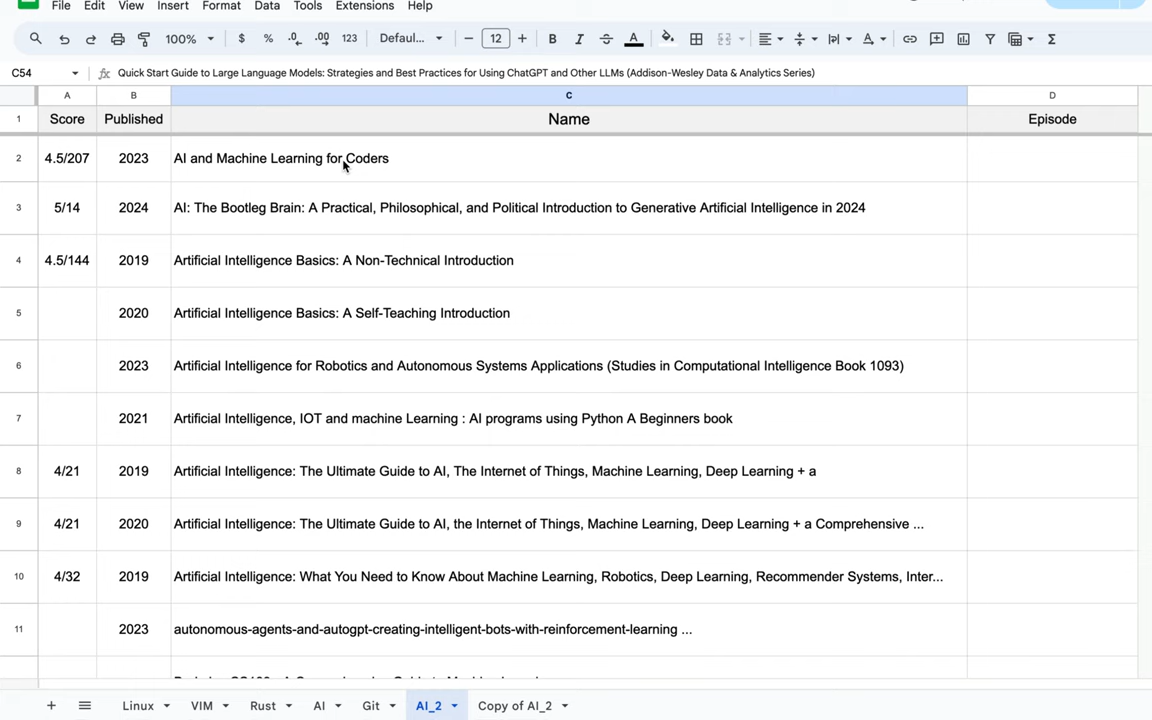 File Edit View Insert Format Data Tools Extensions Help
100% $ % .0 .00 123 Defaul... − 12 + B I A Σ
C54 fx Quick Start Guide to Large Language Models: Strategies and Best Practices for Using ChatGPT and Other LLMs (Addison-Wesley Data & Analytics Series)
A B C D
1 Score Published Name Episode
2 4.5/207 2023 AI and Machine Learning for Coders
3 5/14 2024 AI: The Bootleg Brain: A Practical, Philosophical, and Political Introduction to Generative Artificial Intelligence in 2024
4 4.5/144 2019 Artificial Intelligence Basics: A Non-Technical Introduction
5 2020 Artificial Intelligence Basics: A Self-Teaching Introduction
6 2023 Artificial Intelligence for Robotics and Autonomous Systems Applications (Studies in Computational Intelligence Book 1093)
7 2021 Artificial Intelligence, IOT and machine Learning : AI programs using Python A Beginners book
8 4/21 2019 Artificial Intelligence: The Ultimate Guide to AI, The Internet of Things, Machine Learning, Deep Learning + a
9 4/21 2020 Artificial Intelligence: The Ultimate Guide to AI, the Internet of Things, Machine Learning, Deep Learning + a Comprehensive ...
10 4/32 2019 Artificial Intelligence: What You Need to Know About Machine Learning, Robotics, Deep Learning, Recommender Systems, Inter...
11 2023 autonomous-agents-and-autogpt-creating-intelligent-bots-with-reinforcement-learning ...
+ Linux VIM Rust AI Git AI_2 Copy of AI_2